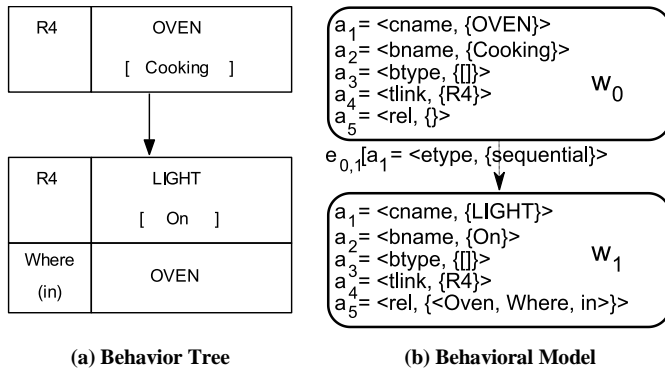 R4 OVEN
[ Cooking ]
R4 LIGHT
[ On ]
Where
(in)
OVEN
(a) Behavior Tree
a1= <cname, {OVEN}>
a2= <bname, {Cooking}>
a3= <btype, {[]}>
a4= <tlink, {R4}>
a5= <rel, {}>
w0
e0,1[a1= <etype, {sequential}>
a1= <cname, {LIGHT}>
a2= <bname, {On}>
a3= <btype, {[]}>
a4= <tlink, {R4}>
a5= <rel, {<Oven, Where, in>}>
w1
(b) Behavioral Model